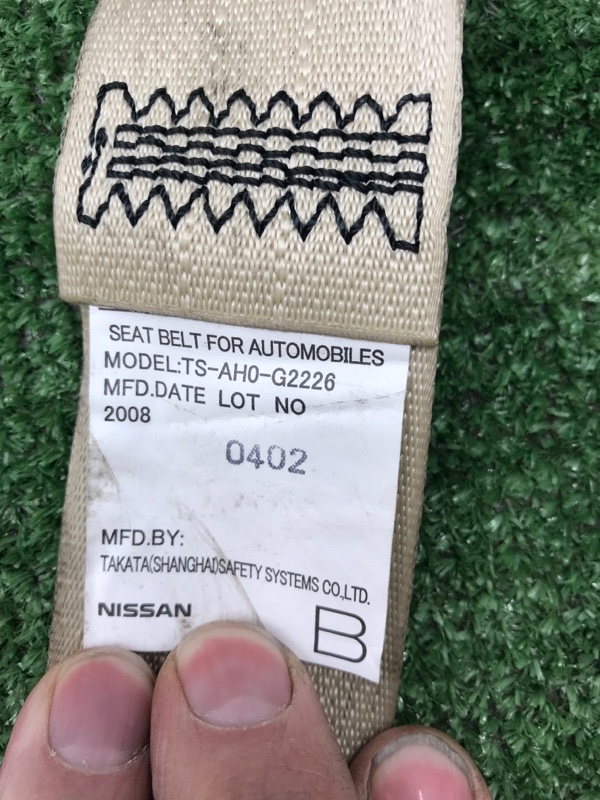 SEAT BELT FOR AUTOMOBILES
MODEL:TS-AH0-G2226
MFD.DATE LOT NO
2008
0402
MFD.BY:
TAKATA(SHANGHAI)SAFETY SYSTEMS CO.,LTD.
NISSAN
B